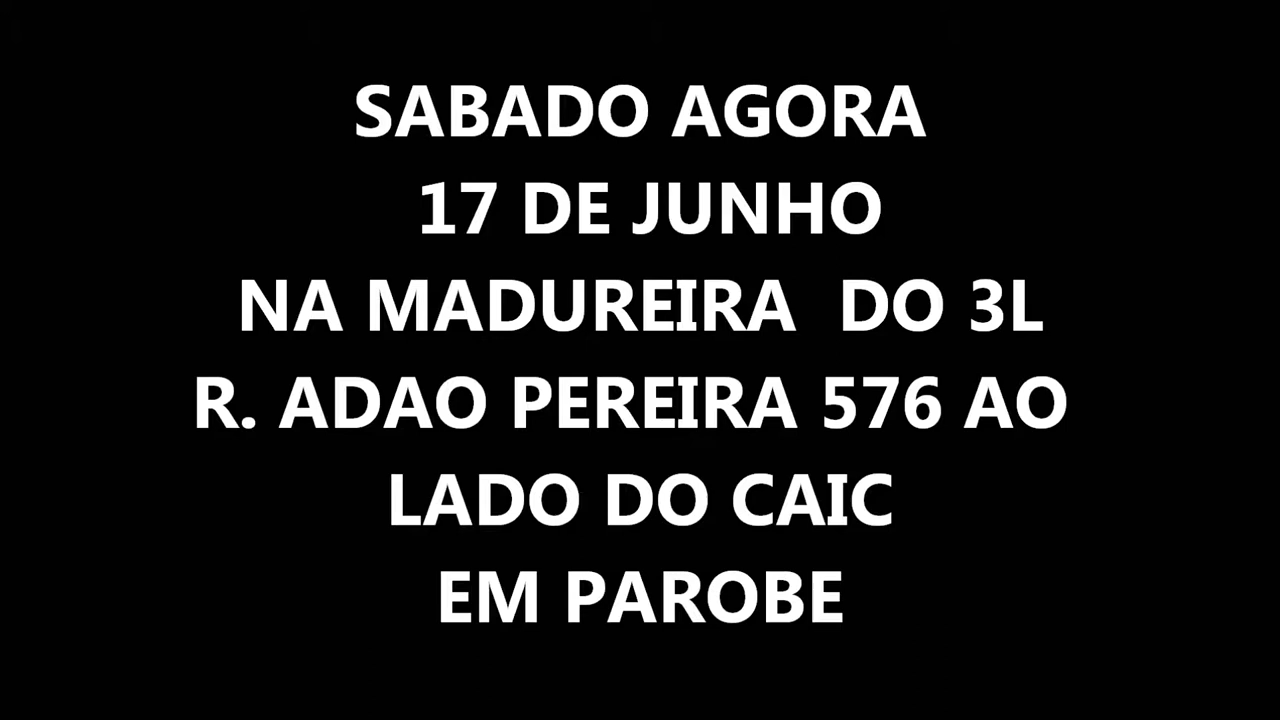 SABADO AGORA
17 DE JUNHO
NA MADUREIRA DO 3L
R. ADAO PEREIRA 576 AO
LADO DO CAIC
EM PAROBE